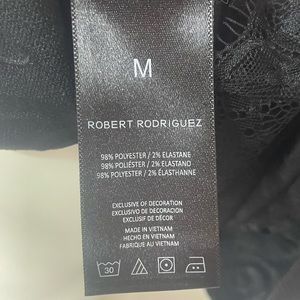 M
ROBERT RODRIGUEZ
98% POLYESTER / 2% ELASTANE
98% POLIÉSTER / 2% ELASTANO
98% POLYESTER / 2% ÉLASTHANNE
EXCLUSIVE OF DECORATION
EXCLUSIVO DE DECORACION
EXCLUSIF DE DÉCOR
MADE IN VIETNAM
HECHO EN VIETNAM
FABRIQUÉ AU VIETNAM
30